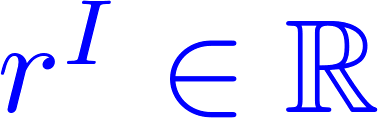 r^I ∈ ℝ